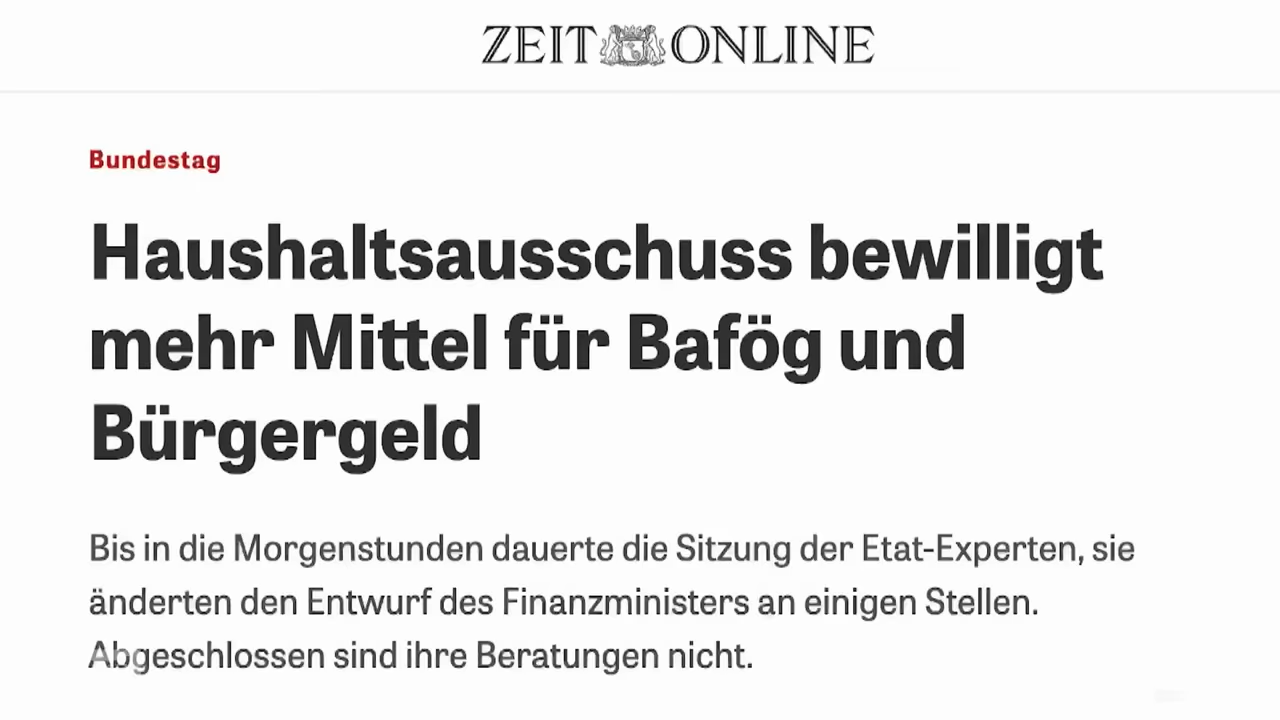 ZEIT ONLINE
Bundestag
Haushaltsausschuss bewilligt
mehr Mittel für Bafög und
Bürgergeld
Bis in die Morgenstunden dauerte die Sitzung der Etat-Experten, sie
änderten den Entwurf des Finanzministers an einigen Stellen.
Abgeschlossen sind ihre Beratungen nicht.